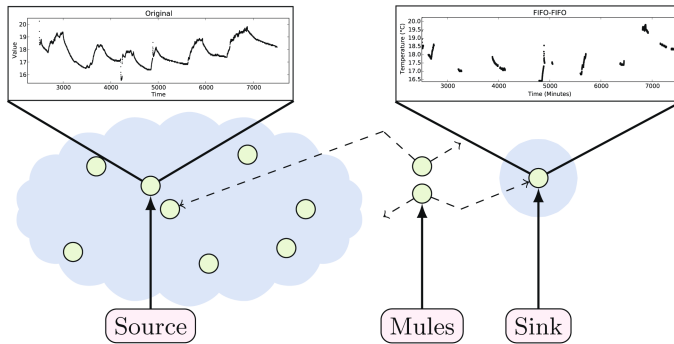 Original
Value
20
19
18
17
16
3000
4000
5000
6000
7000
Time
FIFO-FIFO
Temperature (°C)
20.0
19.5
19.0
18.5
18.0
17.5
17.0
16.5
3000
4000
5000
6000
7000
Time (Minutes)
Source
Mules
Sink